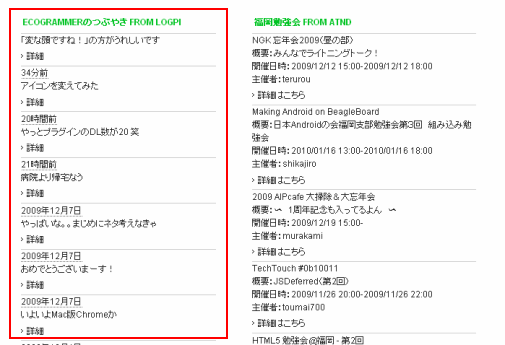 ECOGRAMMERのつぶやき FROM LOGPI
「変な頭ですね！」の方がうれしいです
› 詳細
34分前
アイコンを変えてみた
› 詳細
20時間前
やっとプラグインのDL数が20 笑
› 詳細
21時間前
病院より帰宅なう
› 詳細
2009年12月7日
やっぱいな。。まじめにネタ考えなきゃ
› 詳細
2009年12月7日
おめでとうございまーす！
› 詳細
2009年12月7日
いよいよMac版Chromeか
› 詳細
福岡勉強会 FROM ATND
NGK 忘年会2009(昼の部)
概要：みんなでライトニングトーク！
開催日時：2009/12/12 15:00-2009/12/12 18:00
主催者：terurou
› 詳細はこちら
Making Android on BeagleBoard
概要：日本Androidの会福岡支部勉強会第3回 組み込み勉
強会
開催日時：2010/01/16 13:00-2010/01/16 18:00
主催者：shikajiro
› 詳細はこちら
2009 AIPcafe 大掃除＆大忘年会
概要：〜 1周年記念も入ってるよん 〜
開催日時：2009/12/19 15:00-
主催者：murakami
› 詳細はこちら
TechTouch #0b10011
概要：JSDeferred(第2回)
開催日時：2009/11/26 20:00-2009/11/26 22:00
主催者：toumai700
› 詳細はこちら
HTML5 勉強会@福岡 - 第2回